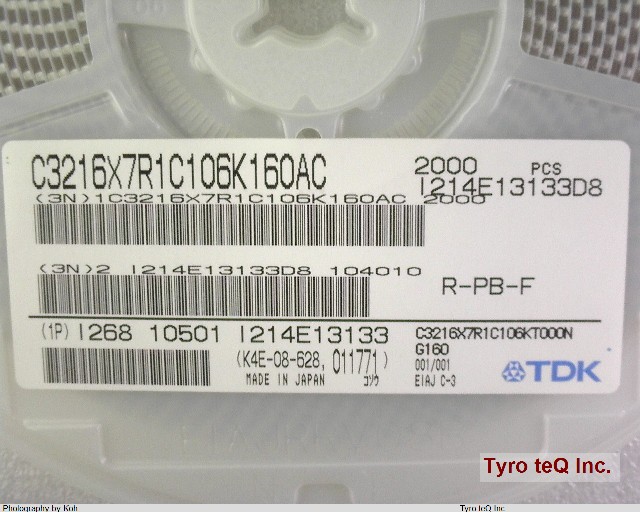 C3216X7R1C106K160AC 2000 PCS
I214E13133D8
(3N)1C3216X7R1C106K160AC 2000
(3N)2 I214E13133D8 104010
R-PB-F
(1P) I268 10501 I214E13133
(K4E-08-628, 011771)
MADE IN JAPAN コゾウ
C3216X7R1C106KT000N
G160
001/001
EIAJ C-3
TDK
Tyro teQ Inc.
Photography by Koh
Tyro teQ Inc